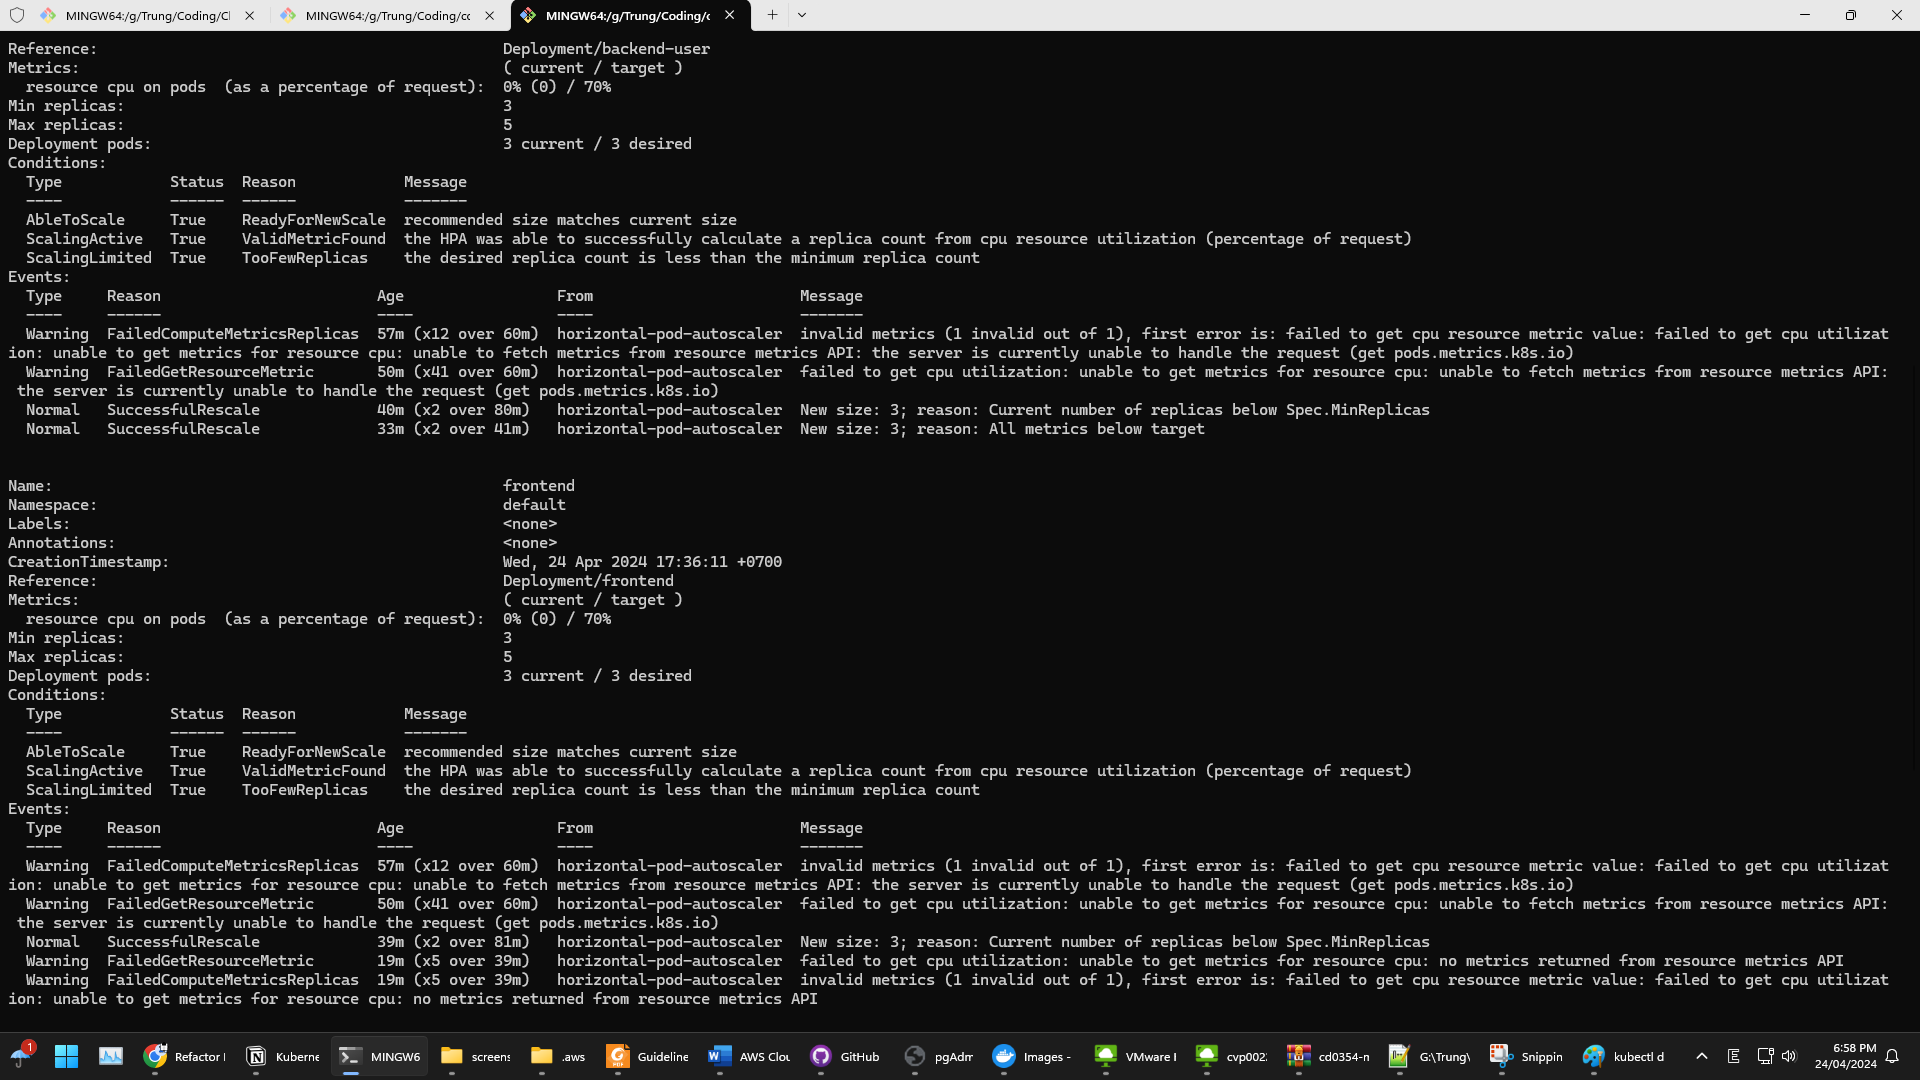 MINGW64:/g/Trung/Coding/Cl
MINGW64:/g/Trung/Coding/cc
MINGW64:/g/Trung/Coding/c
Reference: Deployment/backend-user
Metrics: ( current / target )
resource cpu on pods (as a percentage of request): 0% (0) / 70%
Min replicas: 3
Max replicas: 5
Deployment pods: 3 current / 3 desired
Conditions:
Type Status Reason Message
---- ------ ------ -------
AbleToScale True ReadyForNewScale recommended size matches current size
ScalingActive True ValidMetricFound the HPA was able to successfully calculate a replica count from cpu resource utilization (percentage of request)
ScalingLimited True TooFewReplicas the desired replica count is less than the minimum replica count
Events:
Type Reason Age From Message
---- ------ ---- ---- -------
Warning FailedComputeMetricsReplicas 57m (x12 over 60m) horizontal-pod-autoscaler invalid metrics (1 invalid out of 1), first error is: failed to get cpu resource metric value: failed to get cpu utilizat
ion: unable to get metrics for resource cpu: unable to fetch metrics from resource metrics API: the server is currently unable to handle the request (get pods.metrics.k8s.io)
Warning FailedGetResourceMetric 50m (x41 over 60m) horizontal-pod-autoscaler failed to get cpu utilization: unable to get metrics for resource cpu: unable to fetch metrics from resource metrics API:
the server is currently unable to handle the request (get pods.metrics.k8s.io)
Normal SuccessfulRescale 40m (x2 over 80m) horizontal-pod-autoscaler New size: 3; reason: Current number of replicas below Spec.MinReplicas
Normal SuccessfulRescale 33m (x2 over 41m) horizontal-pod-autoscaler New size: 3; reason: All metrics below target
Name: frontend
Namespace: default
Labels: <none>
Annotations: <none>
CreationTimestamp: Wed, 24 Apr 2024 17:36:11 +0700
Reference: Deployment/frontend
Metrics: ( current / target )
resource cpu on pods (as a percentage of request): 0% (0) / 70%
Min replicas: 3
Max replicas: 5
Deployment pods: 3 current / 3 desired
Conditions:
Type Status Reason Message
---- ------ ------ -------
AbleToScale True ReadyForNewScale recommended size matches current size
ScalingActive True ValidMetricFound the HPA was able to successfully calculate a replica count from cpu resource utilization (percentage of request)
ScalingLimited True TooFewReplicas the desired replica count is less than the minimum replica count
Events:
Type Reason Age From Message
---- ------ ---- ---- -------
Warning FailedComputeMetricsReplicas 57m (x12 over 60m) horizontal-pod-autoscaler invalid metrics (1 invalid out of 1), first error is: failed to get cpu resource metric value: failed to get cpu utilizat
ion: unable to get metrics for resource cpu: unable to fetch metrics from resource metrics API: the server is currently unable to handle the request (get pods.metrics.k8s.io)
Warning FailedGetResourceMetric 50m (x41 over 60m) horizontal-pod-autoscaler failed to get cpu utilization: unable to get metrics for resource cpu: unable to fetch metrics from resource metrics API:
the server is currently unable to handle the request (get pods.metrics.k8s.io)
Normal SuccessfulRescale 39m (x2 over 81m) horizontal-pod-autoscaler New size: 3; reason: Current number of replicas below Spec.MinReplicas
Warning FailedGetResourceMetric 19m (x5 over 39m) horizontal-pod-autoscaler failed to get cpu utilization: unable to get metrics for resource cpu: no metrics returned from resource metrics API
Warning FailedComputeMetricsReplicas 19m (x5 over 39m) horizontal-pod-autoscaler invalid metrics (1 invalid out of 1), first error is: failed to get cpu resource metric value: failed to get cpu utilizat
ion: unable to get metrics for resource cpu: no metrics returned from resource metrics API
1 Refactor Kuberne MINGW6 screens .aws Guideline AWS Clou GitHub pgAdm Images - VMware cvp002 cd0354-n G:\Trung\ Snippin kubectl d E 6:58 PM
24/04/2024